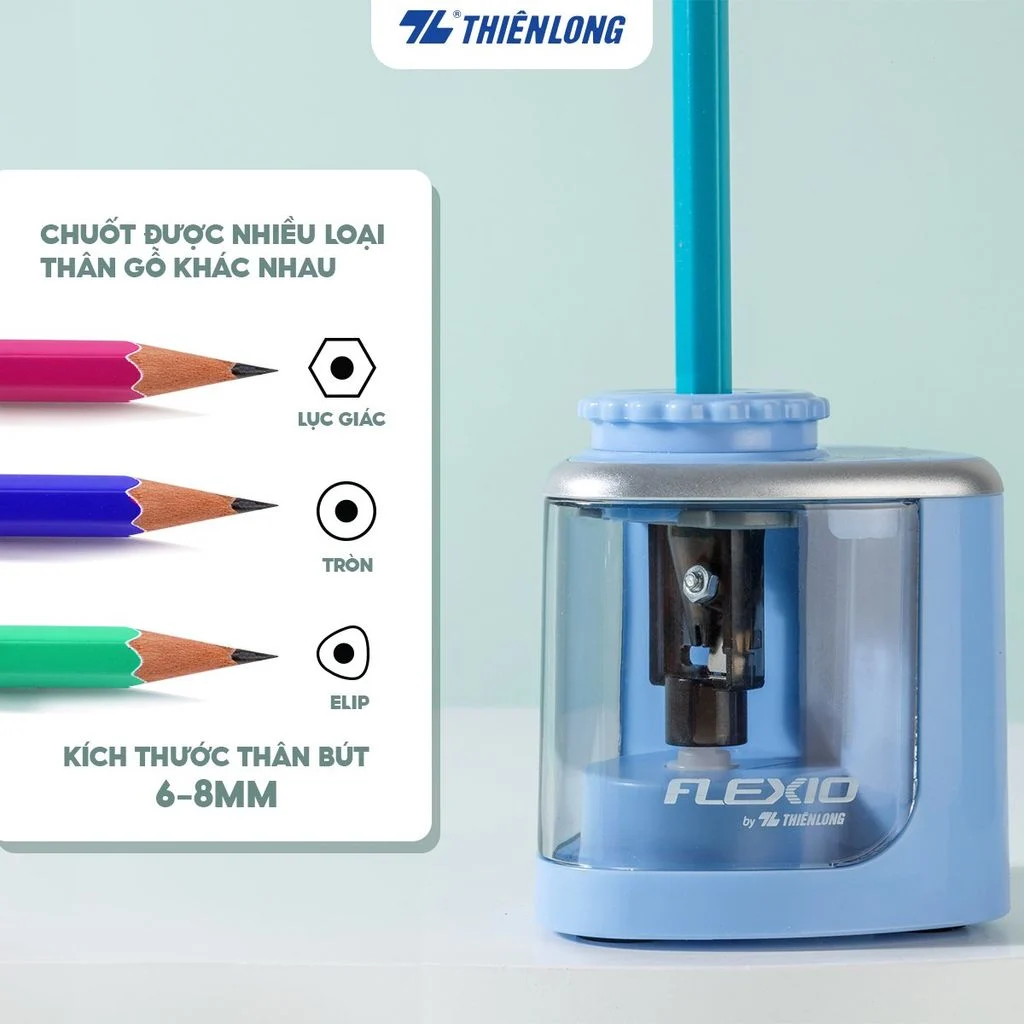 THIÊNLONG
CHUỐT ĐƯỢC NHIỀU LOẠI
THÂN GỖ KHÁC NHAU
LỤC GIÁC
TRÒN
ELIP
KÍCH THƯỚC THÂN BÚT
6-8MM
FLEXIO
by THIÊNLONG